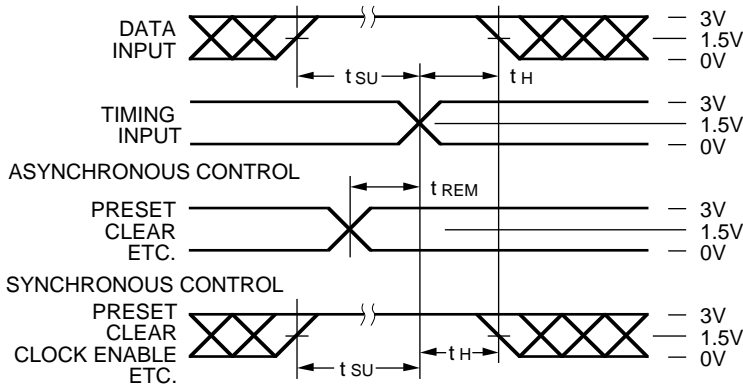 DATA INPUT
3V
1.5V
0V
t SU
t H
TIMING INPUT
3V
1.5V
0V
ASYNCHRONOUS CONTROL
t REM
PRESET
CLEAR
ETC.
3V
1.5V
0V
SYNCHRONOUS CONTROL
PRESET
CLEAR
CLOCK ENABLE
ETC.
3V
1.5V
0V
t SU
t H